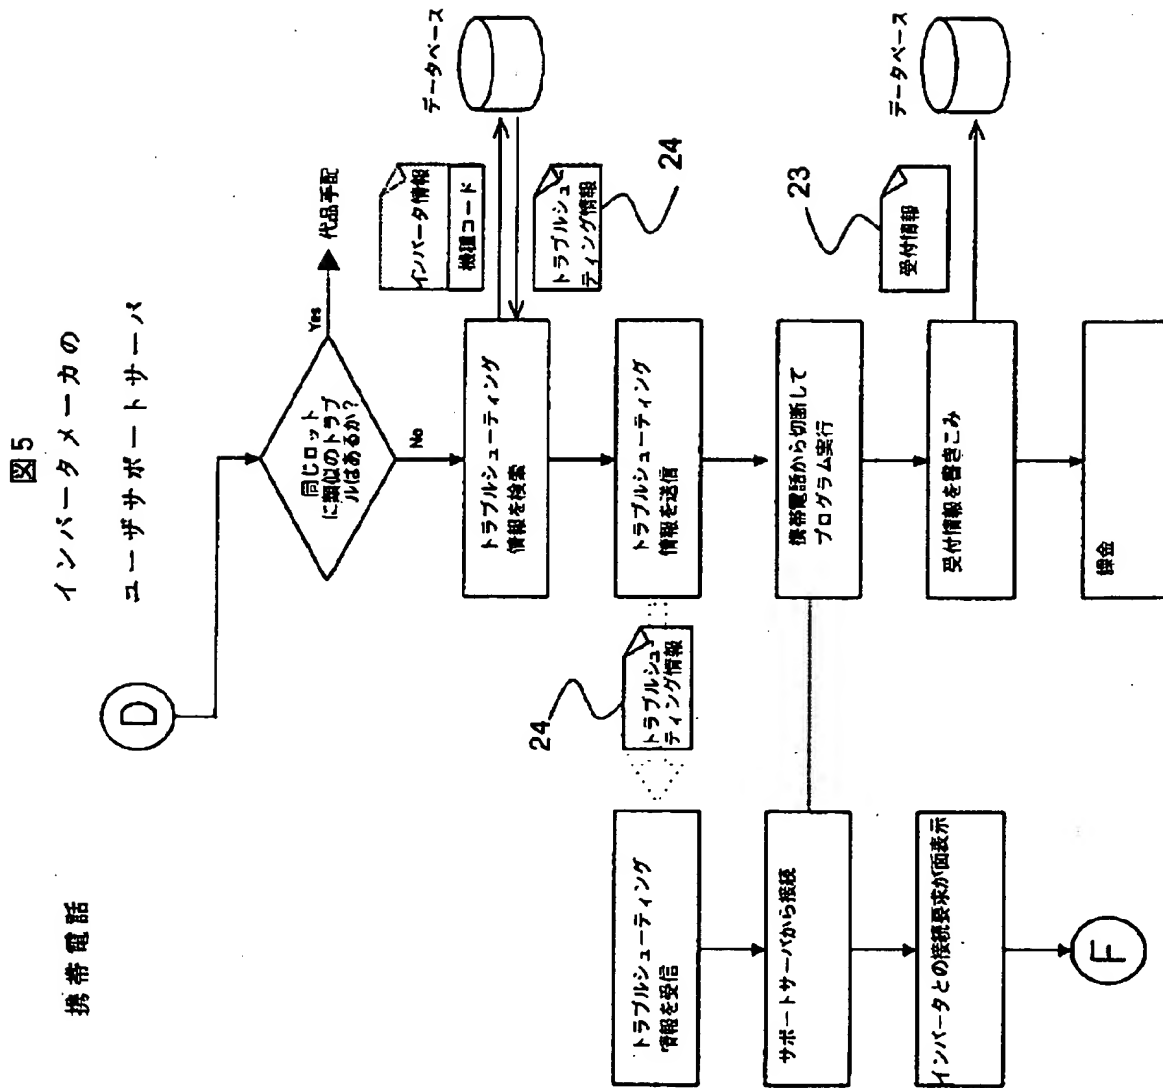 図5
インバータメーカの
ユーザサポートサーバ
携帯電話
D
同じロット
に類似のトラブ
ルはあるか?
Yes
代品手配
No
トラブルシューティング
情報を検索
インバータ情報
機種コード
トラブルシュー
ティング情報
24
データベース
トラブルシューティング
情報を送信
トラブルシュー
ティング情報
24
トラブルシューティング
情報を受信
携帯電話から切断して
プログラム実行
サポートサーバから接続
受付情報を書きこみ
受付情報
23
データベース
インバータとの接続要求が面表示
課金
F